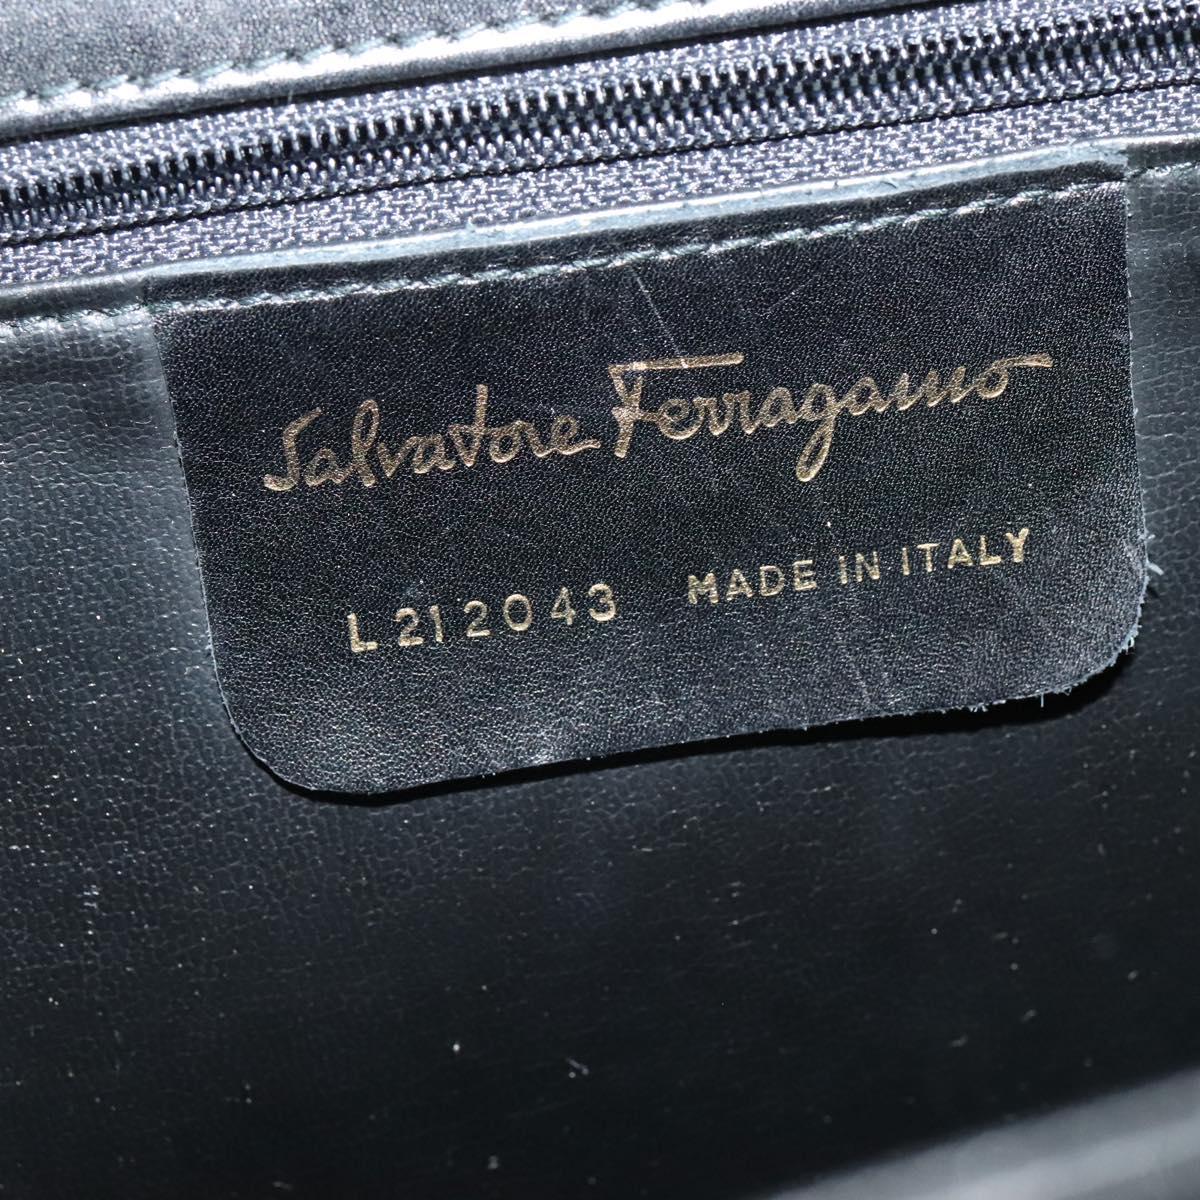 Salvatore Ferragamo
L 212043 MADE IN ITALY